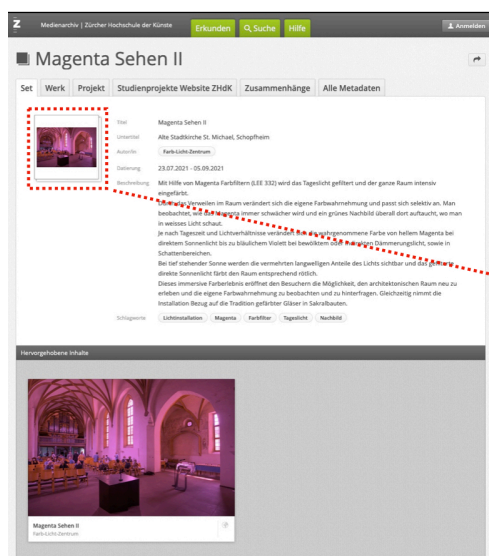 Z Medienarchiv | Zürcher Hochschule der Künste Erkunden Suche Hilfe Anmelden
Magenta Sehen II
Set Werk Projekt Studienprojekte Website ZHdK Zusammenhänge Alle Metadaten
Titel Magenta Sehen II
Untertitel Alte Stadtkirche St. Michael, Schopfheim
Autor/in Farb-Licht-Zentrum
Datierung 23.07.2021 - 05.09.2021
Beschreibung Mit Hilfe von Magenta Farbfiltern (LEE 332) wird das Tageslicht gefiltert und der ganze Raum intensiv
eingefärbt.
Durch das Verweilen im Raum verändert sich die eigene Farbwahrnehmung und passt sich selektiv an. Man
beobachtet, wie das Magenta immer schwächer wird und ein grünes Nachbild überall dort auftaucht, wo man
in weisses Licht schaut.
Je nach Tageszeit und Lichtverhältnisse verändert sich die wahrgenommene Farbe von hellem Magenta bei
direktem Sonnenlicht bis zu bläulichem Violett bei bewölktem oder indirekten Dämmerungslicht, sowie in
Schattenbereichen.
Bei tief stehender Sonne werden die vermehrten langwelligen Anteile des Lichts sichtbar und das gefilterte
direkte Sonnenlicht färbt den Raum entsprechend rötlich.
Dieses immersive Farberlebnis eröffnet den Besuchern die Möglichkeit, den architektonischen Raum neu zu
erleben und die eigene Farbwahrnehmung zu beobachten und zu hinterfragen. Gleichzeitig nimmt die
Installation Bezug auf die Tradition gefärbter Gläser in Sakralbauten.
Schlagworte Lichtinstallation Magenta Farbfilter Tageslicht Nachbild
Hervorgehobene Inhalte
Magenta Sehen II
Farb-Licht-Zentrum